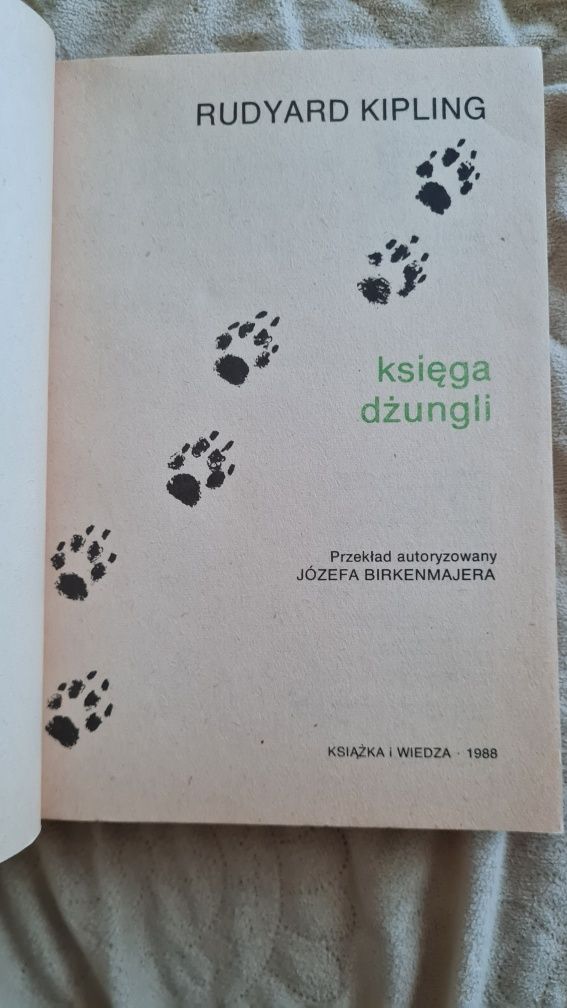 RUDYARD KIPLING
księga
dżungli
Przekład autoryzowany
JÓZEFA BIRKENMAJERA
KSIĄŻKA i WIEDZA · 1988